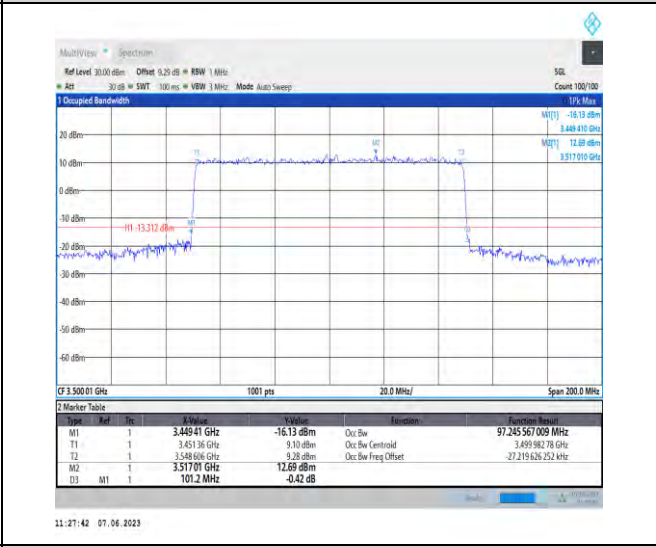 MultiView Spectrum
Ref Level 30.00 dBm Offset 9.29 dB RBW 1 MHz SGL
Att 30 dB SWT 100 ms VBW 3 MHz Mode Auto Sweep Count 100/100
1 Occupied Bandwidth 1Pk Max
M1[1] -16.13 dBm
3.449 410 GHz
20 dBm
M2[1] 12.69 dBm
3.517 010 GHz
M2
T1
10 dBm
0 dBm
-10 dBm
H1 -13.312 dBm
M1
-20 dBm
-30 dBm
-40 dBm
-50 dBm
-60 dBm
CF 3.500 01 GHz 1001 pts 20.0 MHz/ Span 200.0 MHz
2 Marker Table
Type Ref Trc X-Value Y-Value Function Function Result
M1 1 3.449 41 GHz -16.13 dBm Occ Bw 97.245 567 009 MHz
T1 1 3.451 36 GHz 9.10 dBm Occ Bw Centroid 3.499 982 78 GHz
T2 1 3.548 606 GHz 9.28 dBm Occ Bw Freq Offset -27.219 626 252 kHz
M2 1 3.517 01 GHz 12.69 dBm
D3 M1 1 101.2 MHz -0.42 dB
11:27:42 07.06.2023